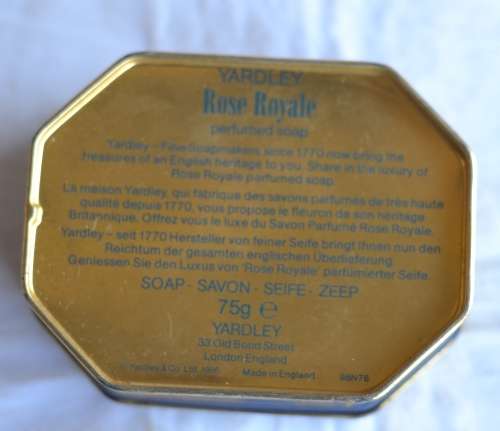 YARDLEY
Rose Royale
perfumed soap
Yardley – Fine Soapmakers since 1770 now bring the
treasures of an English heritage to you. Share in the luxury of
Rose Royale parfumed soap.
La maison Yardley, qui fabrique des savons parfumés de très haute
qualité depuis 1770, vous propose le fleuron de son héritage
Britannique. Offrez vous le luxe du Savon Parfumé Rose Royale.
Yardley – seit 1770 Hersteller von feiner Seife bringt Ihnen nun den
Reichtum der gesamten englischen Überlieferung.
Geniessen Sie den Luxus von 'Rose Royale' parfümierter Seife.
SOAP - SAVON - SEIFE - ZEEP
75g ℮
YARDLEY
33 Old Bond Street
London England
Yardley & Co. Ltd. Made in England